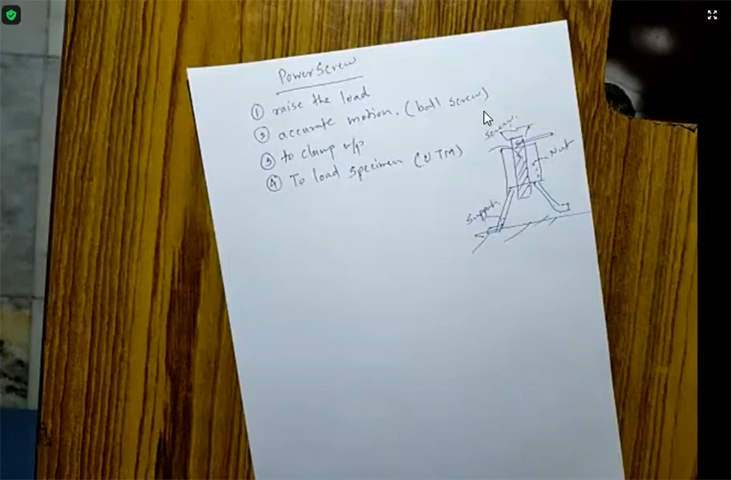 Power Screw
① raise the load
② accurate motion. (ball screw)
③ to clamp w/p
④ To load specimen (UTM)
Screw.
Nut
Support